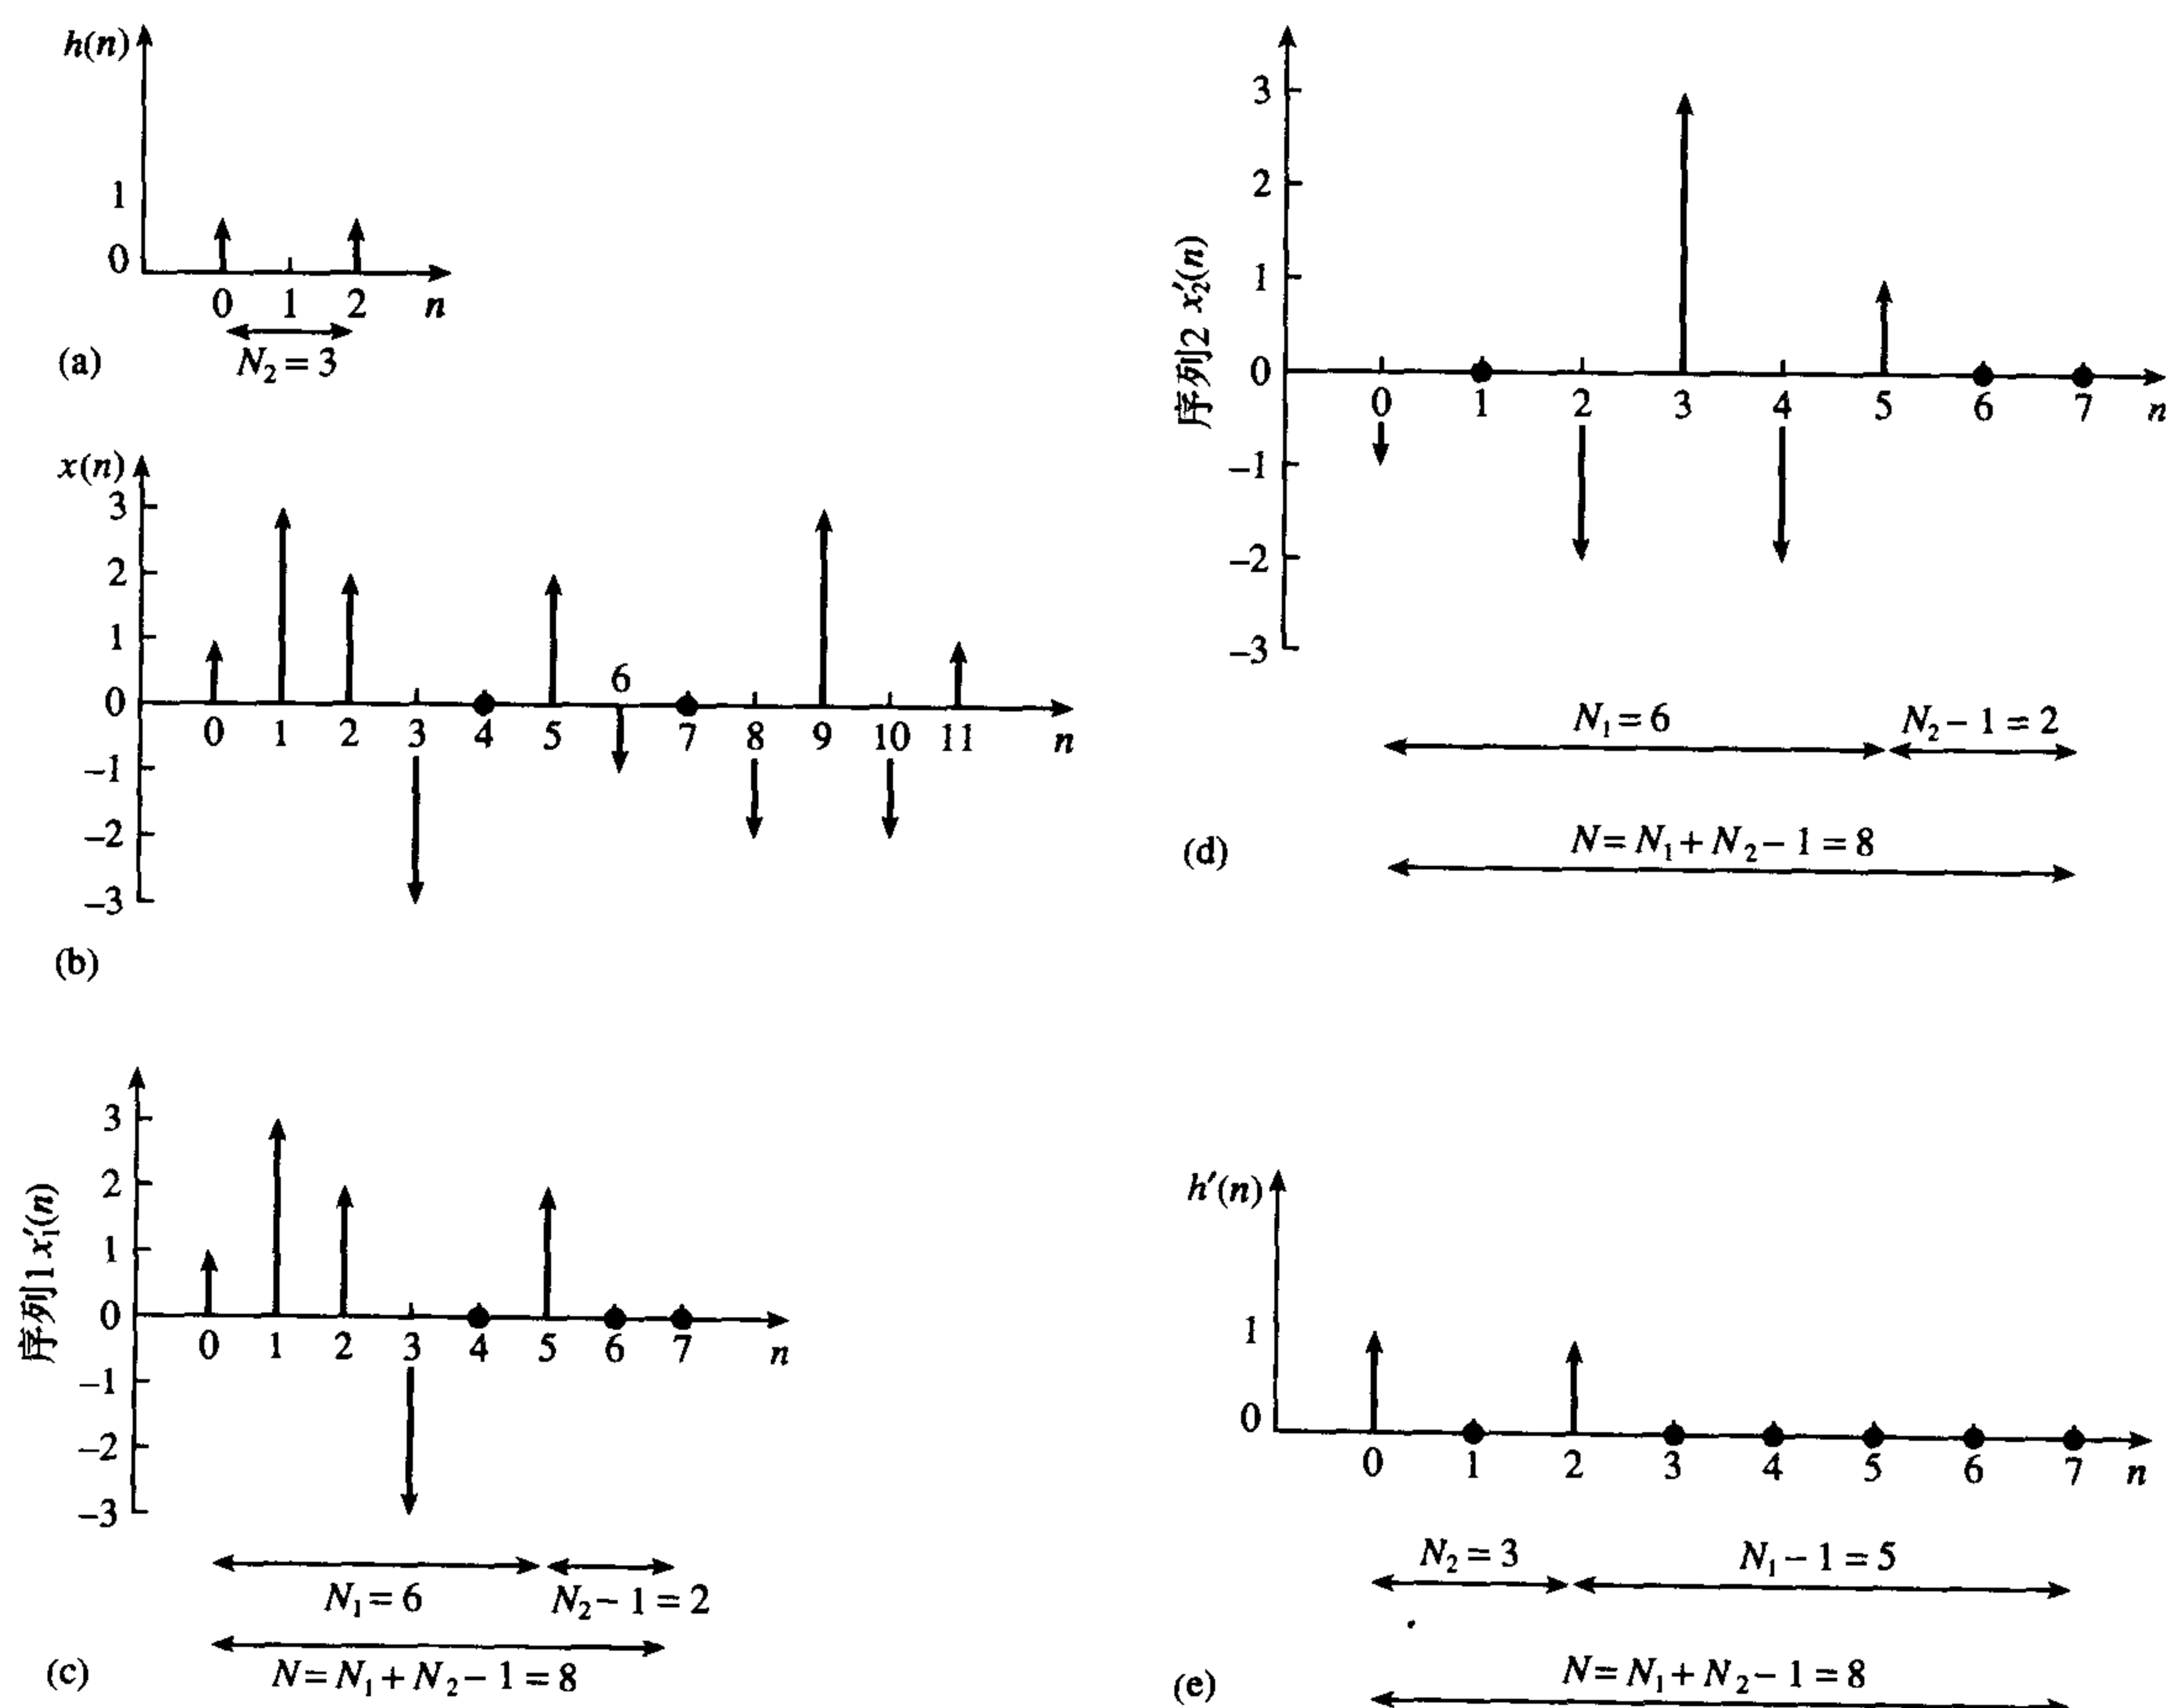 h(n)
1
0
0 1 2 n
N₂ = 3
(a)
x(n)
3
2
1
0
−1
−2
−3
6
0 1 2 3 4 5 7 8 9 10 11 n
(b)
序列1 x′₁(n)
3
2
1
0
−1
−2
−3
0 1 2 3 4 5 6 7 n
N₁ = 6 N₂ − 1 = 2
N = N₁ + N₂ − 1 = 8
(c)
序列2 x′₂(n)
3
2
1
0
−1
−2
−3
0 1 2 3 4 5 6 7 n
N₁ = 6 N₂ − 1 = 2
N = N₁ + N₂ − 1 = 8
(d)
h′(n)
1
0
0 1 2 3 4 5 6 7 n
N₂ = 3 N₁ − 1 = 5
N = N₁ + N₂ − 1 = 8
(e)